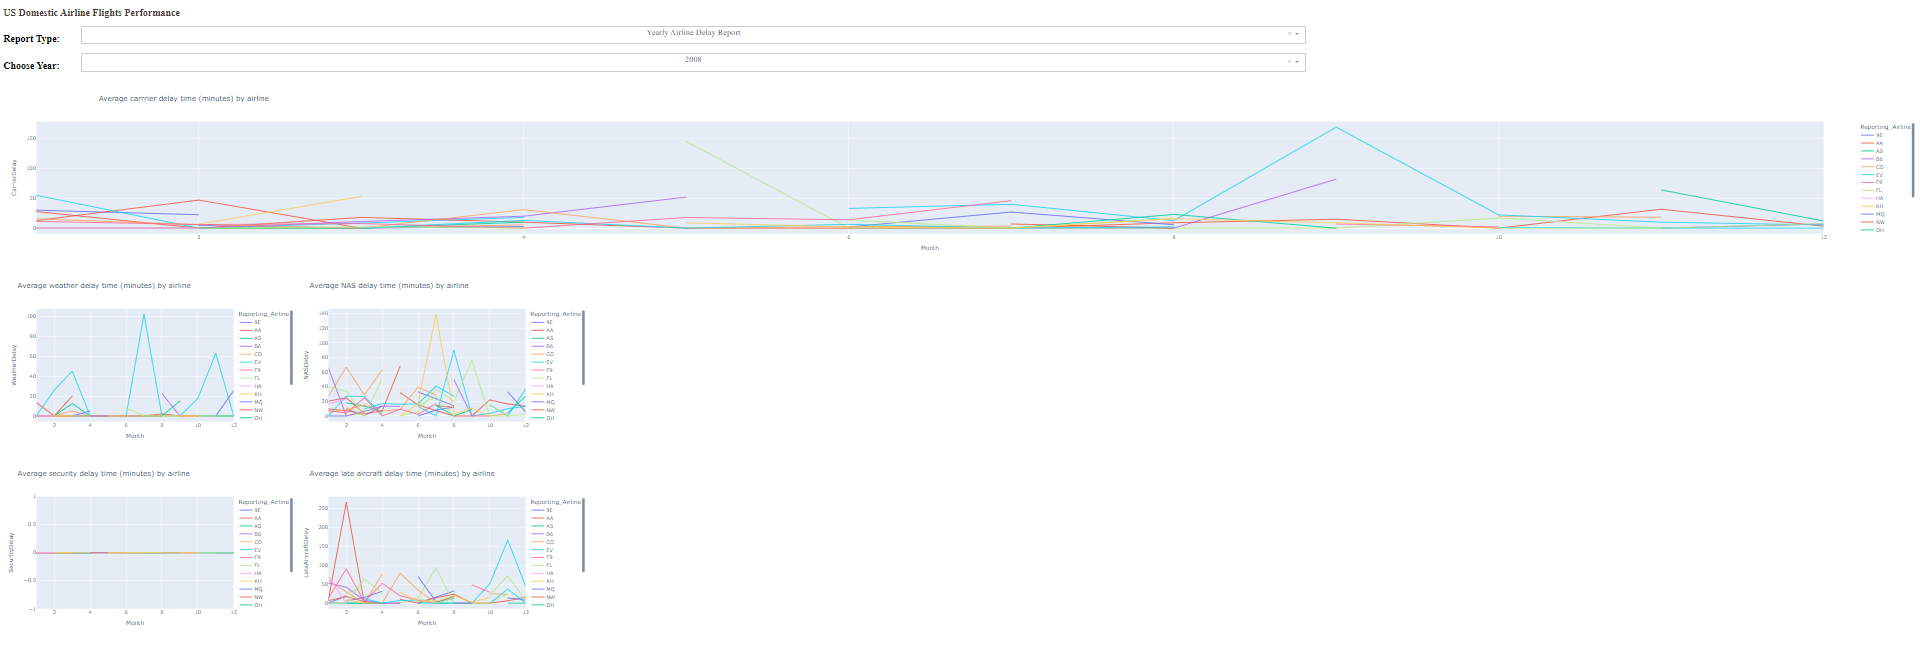 US Domestic Airline Flights Performance
Report Type:
Yearly Airline Delay Report
× 
Choose Year:
2008
× 
Average carrrier delay time (minutes) by airline
CarrierDelay
150
100
50
0
2
4
6
8
10
12
Month
Reporting_Airline
9E
AA
AS
B6
CO
EV
F9
FL
HA
KH
MQ
NW
OH
Average weather delay time (minutes) by airline
WeatherDelay
100
80
60
40
20
0
2
4
6
8
10
12
Month
Reporting_Airline
9E
AA
AS
B6
CO
EV
F9
FL
HA
KH
MQ
NW
OH
Average NAS delay time (minutes) by airline
NASDelay
140
120
100
80
60
40
20
0
2
4
6
8
10
12
Month
Reporting_Airline
9E
AA
AS
B6
CO
EV
F9
FL
HA
KH
MQ
NW
OH
Average security delay time (minutes) by airline
SecurityDelay
1
0.5
0
−0.5
−1
2
4
6
8
10
12
Month
Reporting_Airline
9E
AA
AS
B6
CO
EV
F9
FL
HA
KH
MQ
NW
OH
Average late aircraft delay time (minutes) by airline
LateAircraftDelay
250
200
150
100
50
0
2
4
6
8
10
12
Month
Reporting_Airline
9E
AA
AS
B6
CO
EV
F9
FL
HA
KH
MQ
NW
OH